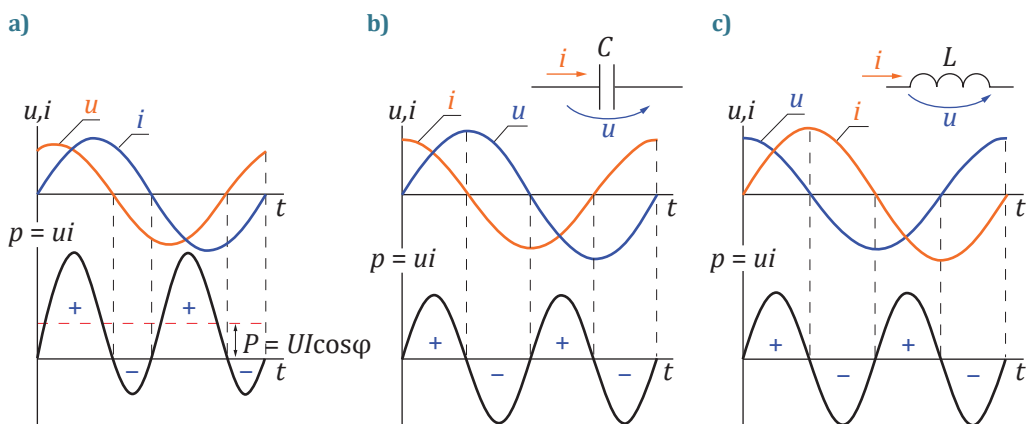 a)
u,i
u
i
t
p = ui
+
+
P = UIcosφ
−
−
t
b)
C
i
u
u,i
i
u
t
p = ui
+
+
−
−
t
c)
L
i
u
u,i
u
i
t
p = ui
+
+
−
−
t